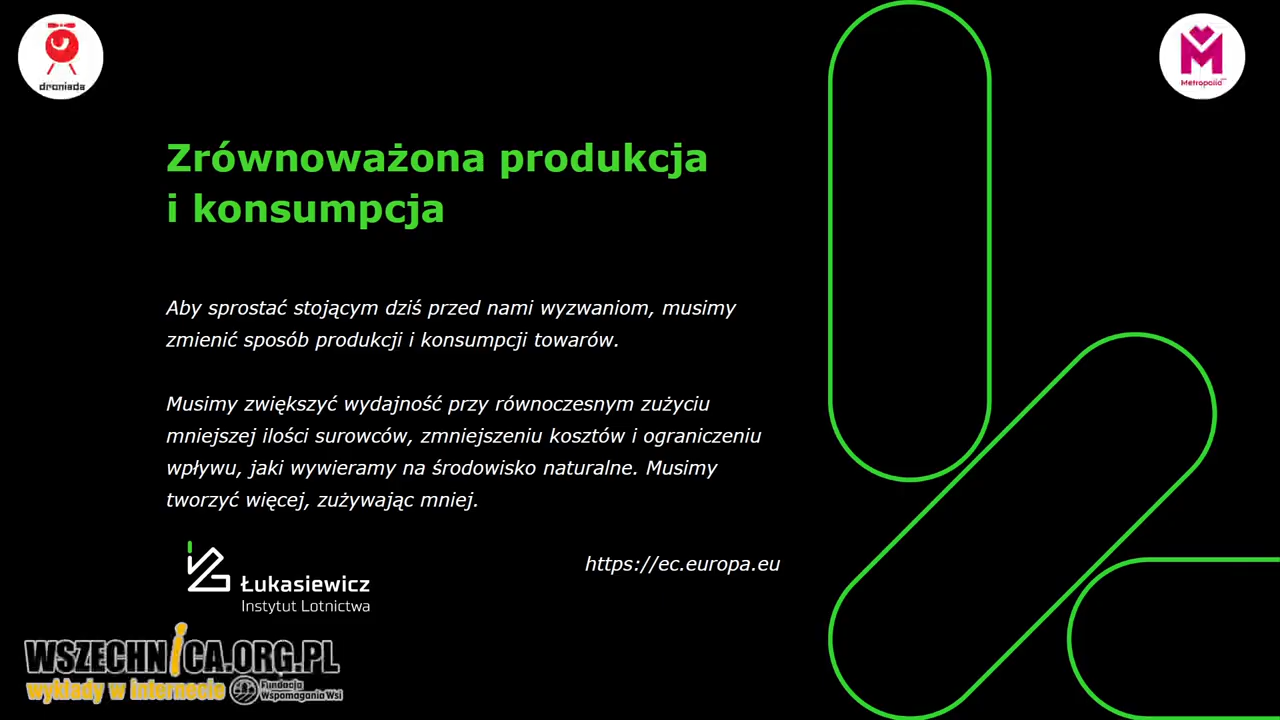 droniada
Metropolia
Zrównoważona produkcja
i konsumpcja
Aby sprostać stojącym dziś przed nami wyzwaniom, musimy
zmienić sposób produkcji i konsumpcji towarów.
Musimy zwiększyć wydajność przy równoczesnym zużyciu
mniejszej ilości surowców, zmniejszeniu kosztów i ograniczeniu
wpływu, jaki wywieramy na środowisko naturalne. Musimy
tworzyć więcej, zużywając mniej.
https://ec.europa.eu
Łukasiewicz
Instytut Lotnictwa
WSZECHNICA.ORG.PL
wykłady w internecie
Fundacja
Wspomagania Wsi